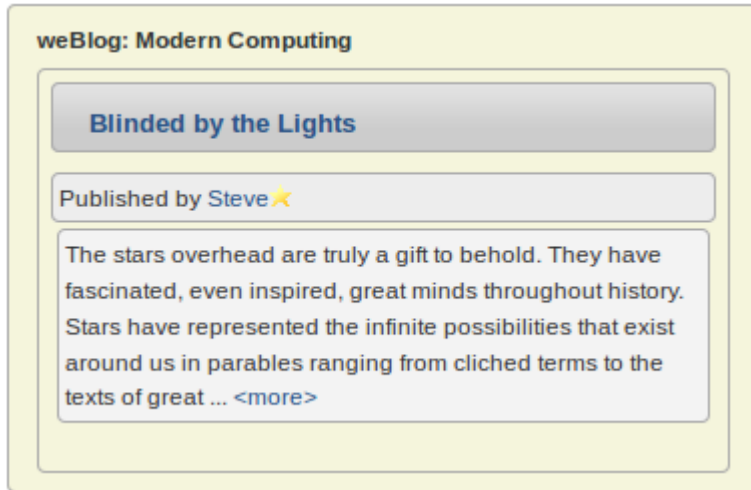 weBlog: Modern Computing
Blinded by the Lights
Published by Steve
The stars overhead are truly a gift to behold. They have
fascinated, even inspired, great minds throughout history.
Stars have represented the infinite possibilities that exist
around us in parables ranging from cliched terms to the
texts of great ... <more>